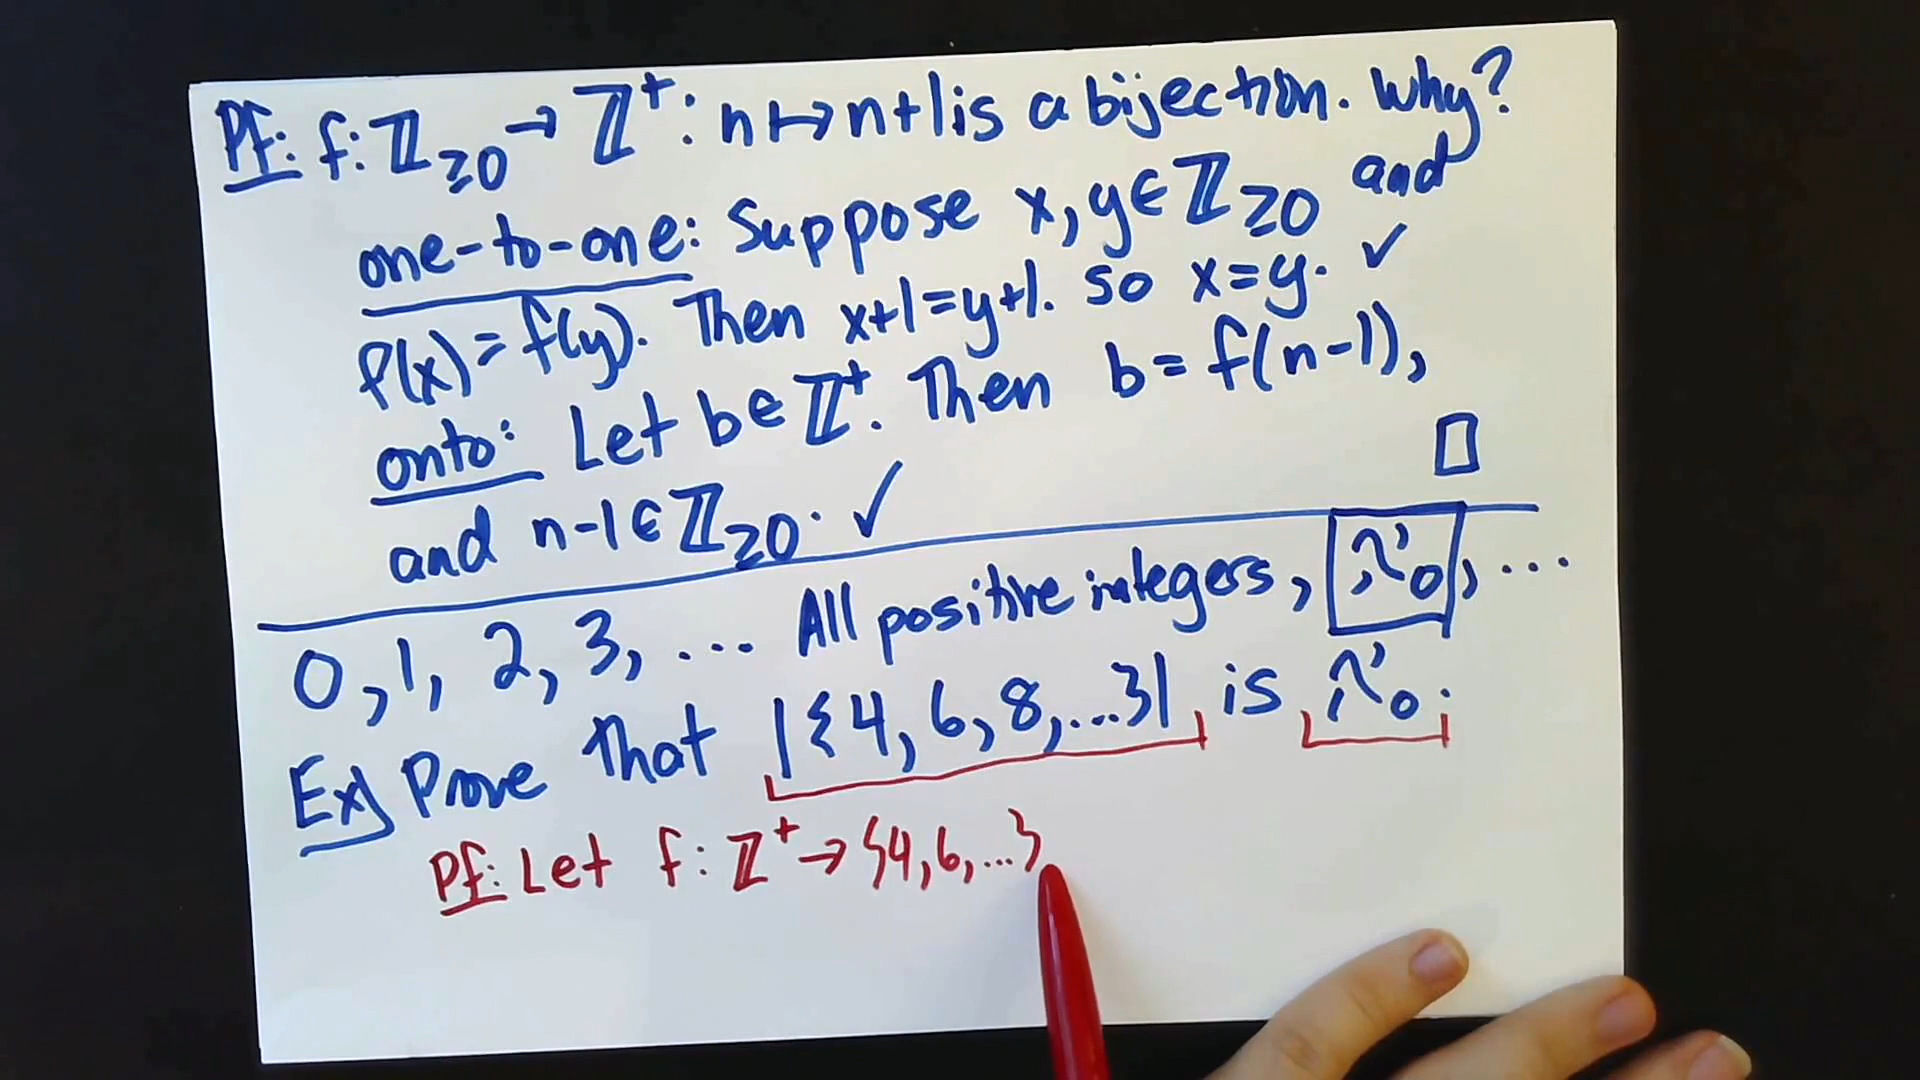 Pf: f: ℤ≥0 → ℤ⁺: n ↦ n+1 is a bijection. Why?
one-to-one: Suppose x, y ∈ ℤ≥0 and
f(x) = f(y). Then x+1 = y+1. So x = y. ✓
onto: Let b ∈ ℤ⁺. Then b = f(n-1),
and n-1 ∈ ℤ≥0. ✓ □
0, 1, 2, 3, ... All positive integers, ℵ₀, ...
Ex) Prove that |{4, 6, 8, ...}| is ℵ₀.
Pf: Let f: ℤ⁺ → {4, 6, ...}